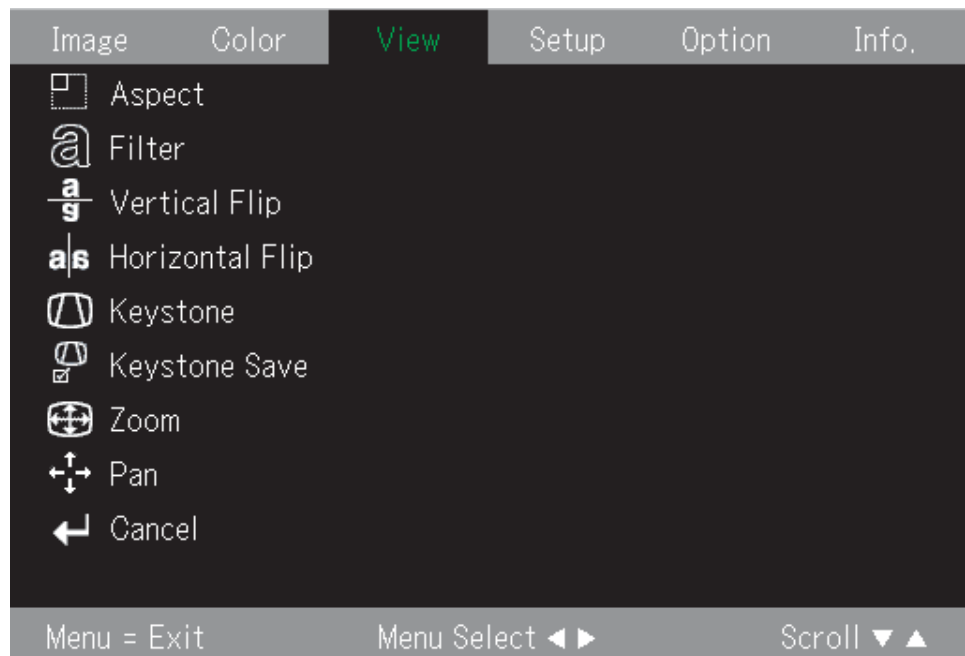 Image Color View Setup Option Info.
Aspect
a Filter
a Vertical Flip
a Horizontal Flip
Keystone
Keystone Save
Zoom
Pan
Cancel
Menu = Exit Menu Select ◀ ▶ Scroll ▼ ▲